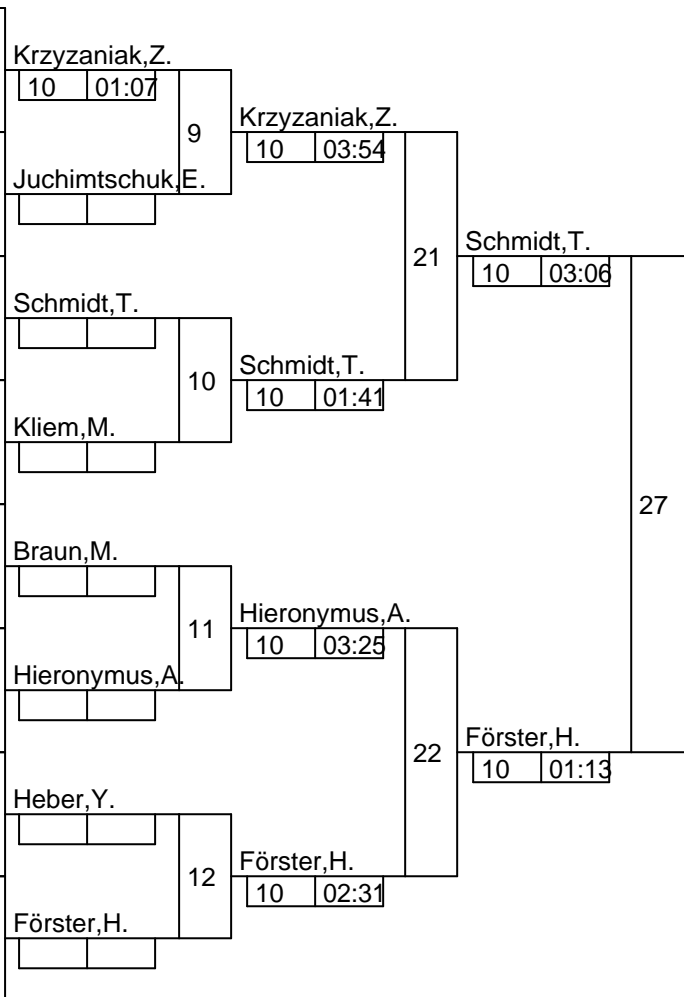 Krzyzaniak,Z.
10 01:07
9
Juchimtschuk,E.
Krzyzaniak,Z.
10 03:54
21
Schmidt,T.
10
Kliem,M.
Schmidt,T.
10 01:41
Schmidt,T.
10 03:06
27
Braun,M.
11
Hieronymus,A.
Hieronymus,A.
10 03:25
22
Heber,Y.
12
Förster,H.
Förster,H.
10 02:31
Förster,H.
10 01:13